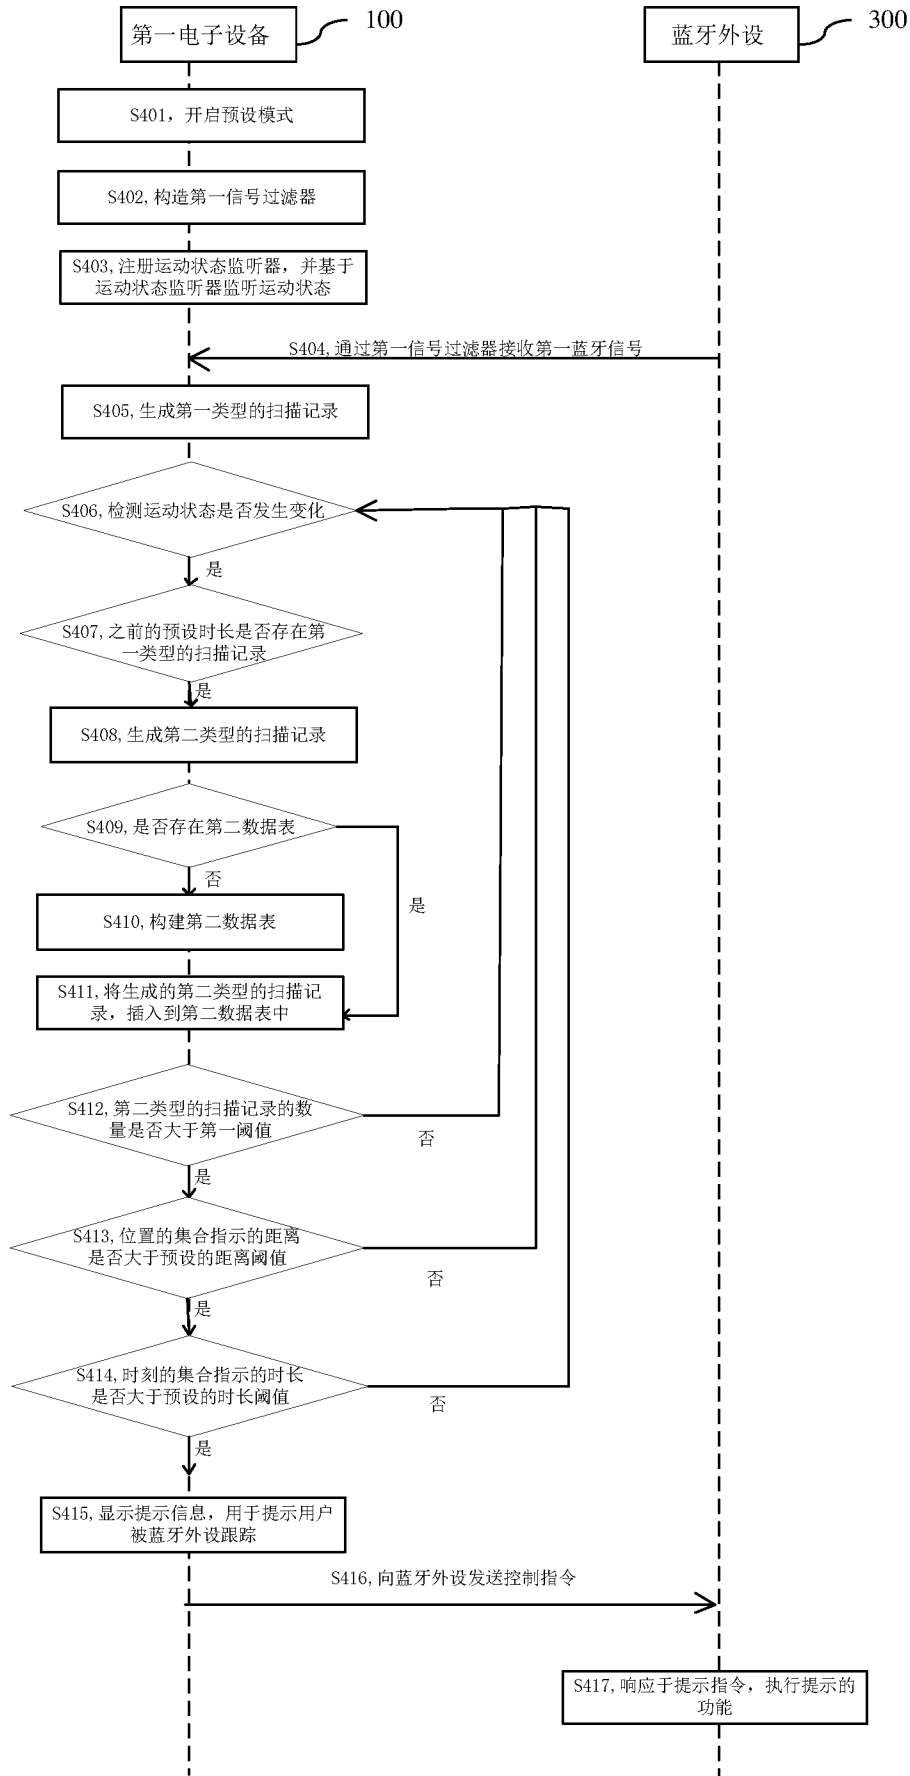 第一电子设备
100
蓝牙外设
300
S401，开启预设模式
S402,构造第一信号过滤器
S403,注册运动状态监听器，并基于
运动状态监听器监听运动状态
S404,通过第一信号过滤器接收第一蓝牙信号
S405,生成第一类型的扫描记录
S406,检测运动状态是否发生变化
是
S407,之前的预设时长是否存在第
一类型的扫描记录
是
S408,生成第二类型的扫描记录
S409,是否存在第二数据表
否
是
S410,构建第二数据表
S411,将生成的第二类型的扫描记
录，插入到第二数据表中
S412,第二类型的扫描记录的数
量是否大于第一阈值
否
是
S413,位置的集合指示的距离
是否大于预设的距离阈值
否
是
S414,时刻的集合指示的时长
是否大于预设的时长阈值
否
是
S415,显示提示信息，用于提示用户
被蓝牙外设跟踪
S416,向蓝牙外设发送控制指令
S417,响应于提示指令，执行提示的
功能